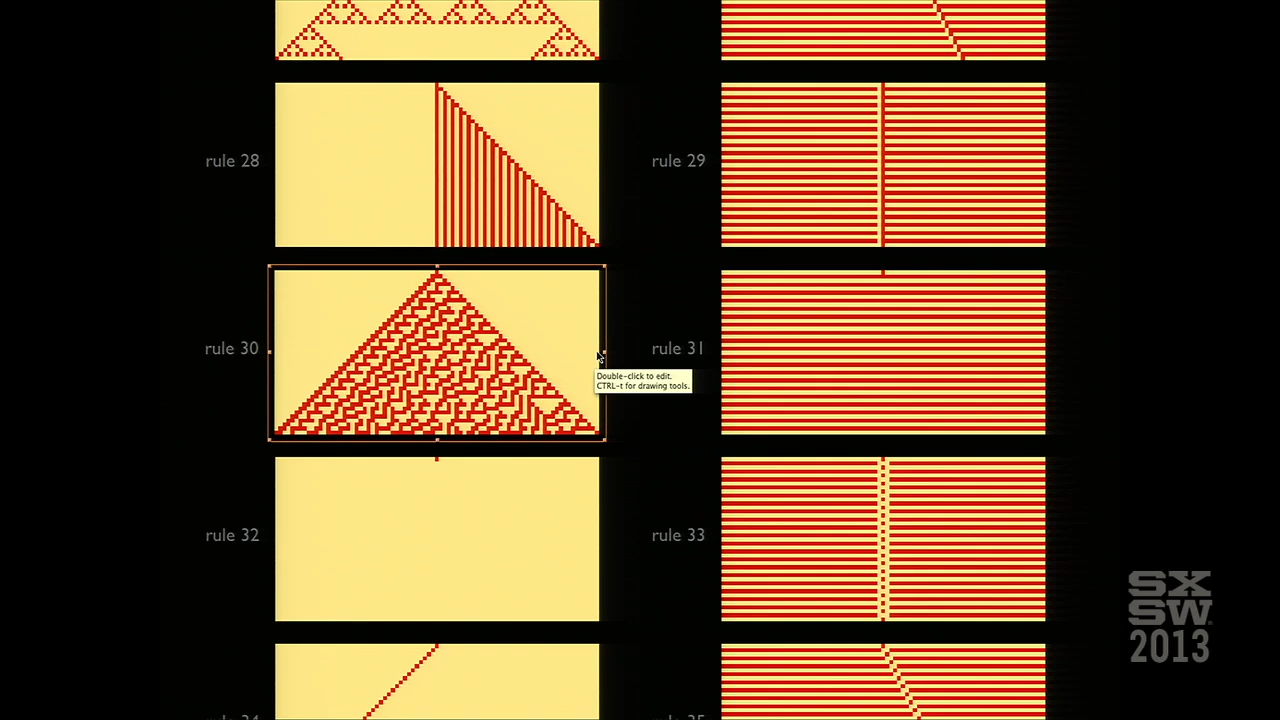 rule 28
rule 29
rule 30
rule 31
Double-click to edit.
CTRL-t for drawing tools.
rule 32
rule 33
SX
SW.
2013